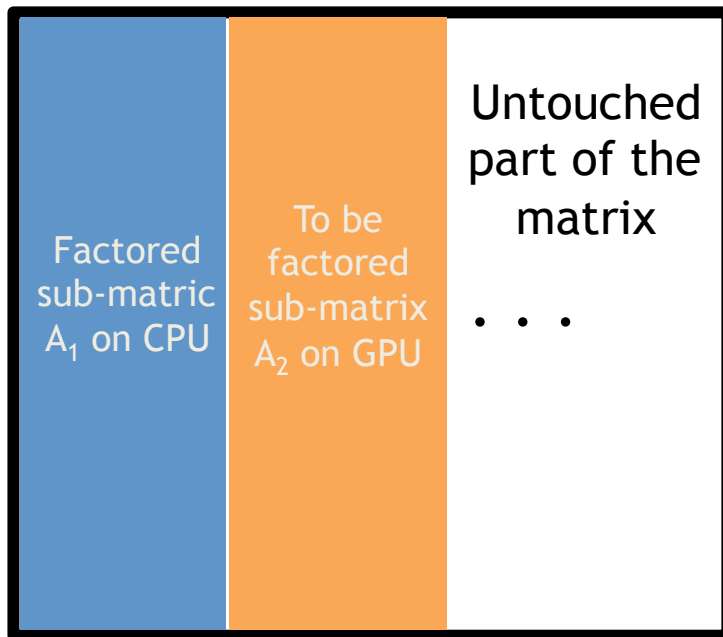 Factored
sub-matric
A₁ on CPU
To be
factored
sub-matrix
A₂ on GPU
Untouched
part of the
matrix
. . .